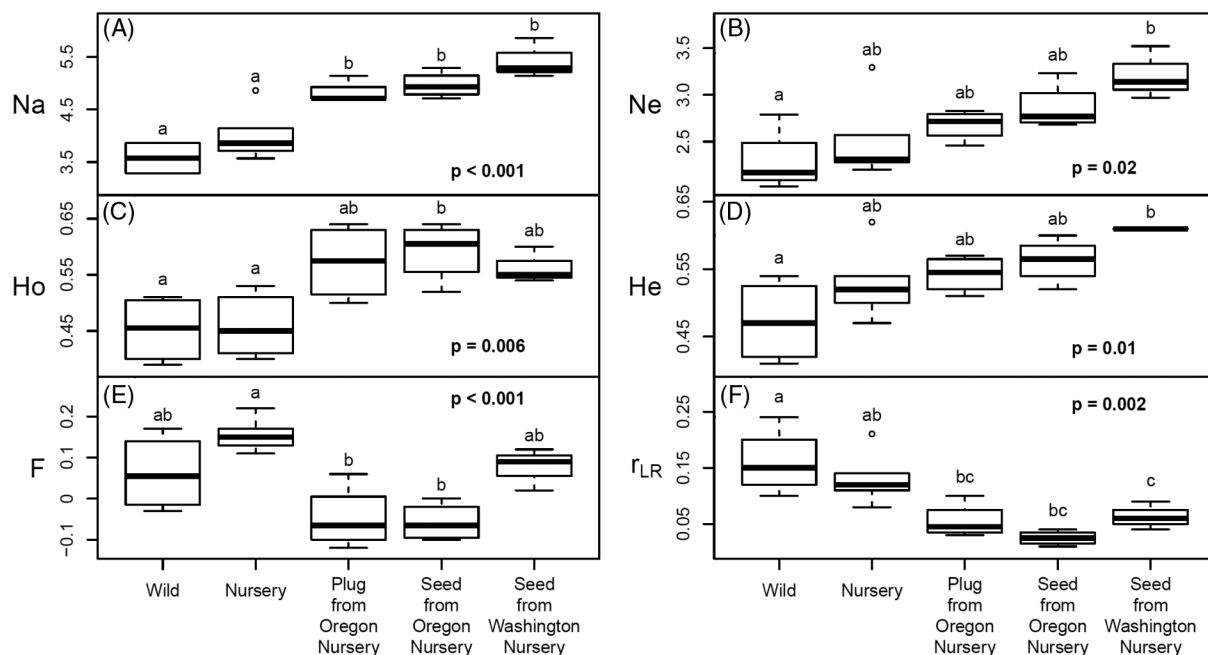 (A)
Na
5.5
4.5
3.5
a
a
b
b
b
p < 0.001
(B)
Ne
3.5
3.0
2.5
a
ab
ab
ab
b
p = 0.02
(C)
Ho
0.65
0.55
0.45
a
a
ab
b
ab
p = 0.006
(D)
He
0.65
0.55
0.45
a
ab
ab
ab
b
p = 0.01
(E)
F
0.2
0.1
0
−0.1
ab
a
b
b
ab
p < 0.001
(F)
rLR
0.25
0.15
0.05
a
ab
bc
bc
c
p = 0.002
Wild
Nursery
Plug
from
Oregon
Nursery
Seed
from
Oregon
Nursery
Seed
from
Washington
Nursery
Wild
Nursery
Plug
from
Oregon
Nursery
Seed
from
Oregon
Nursery
Seed
from
Washington
Nursery